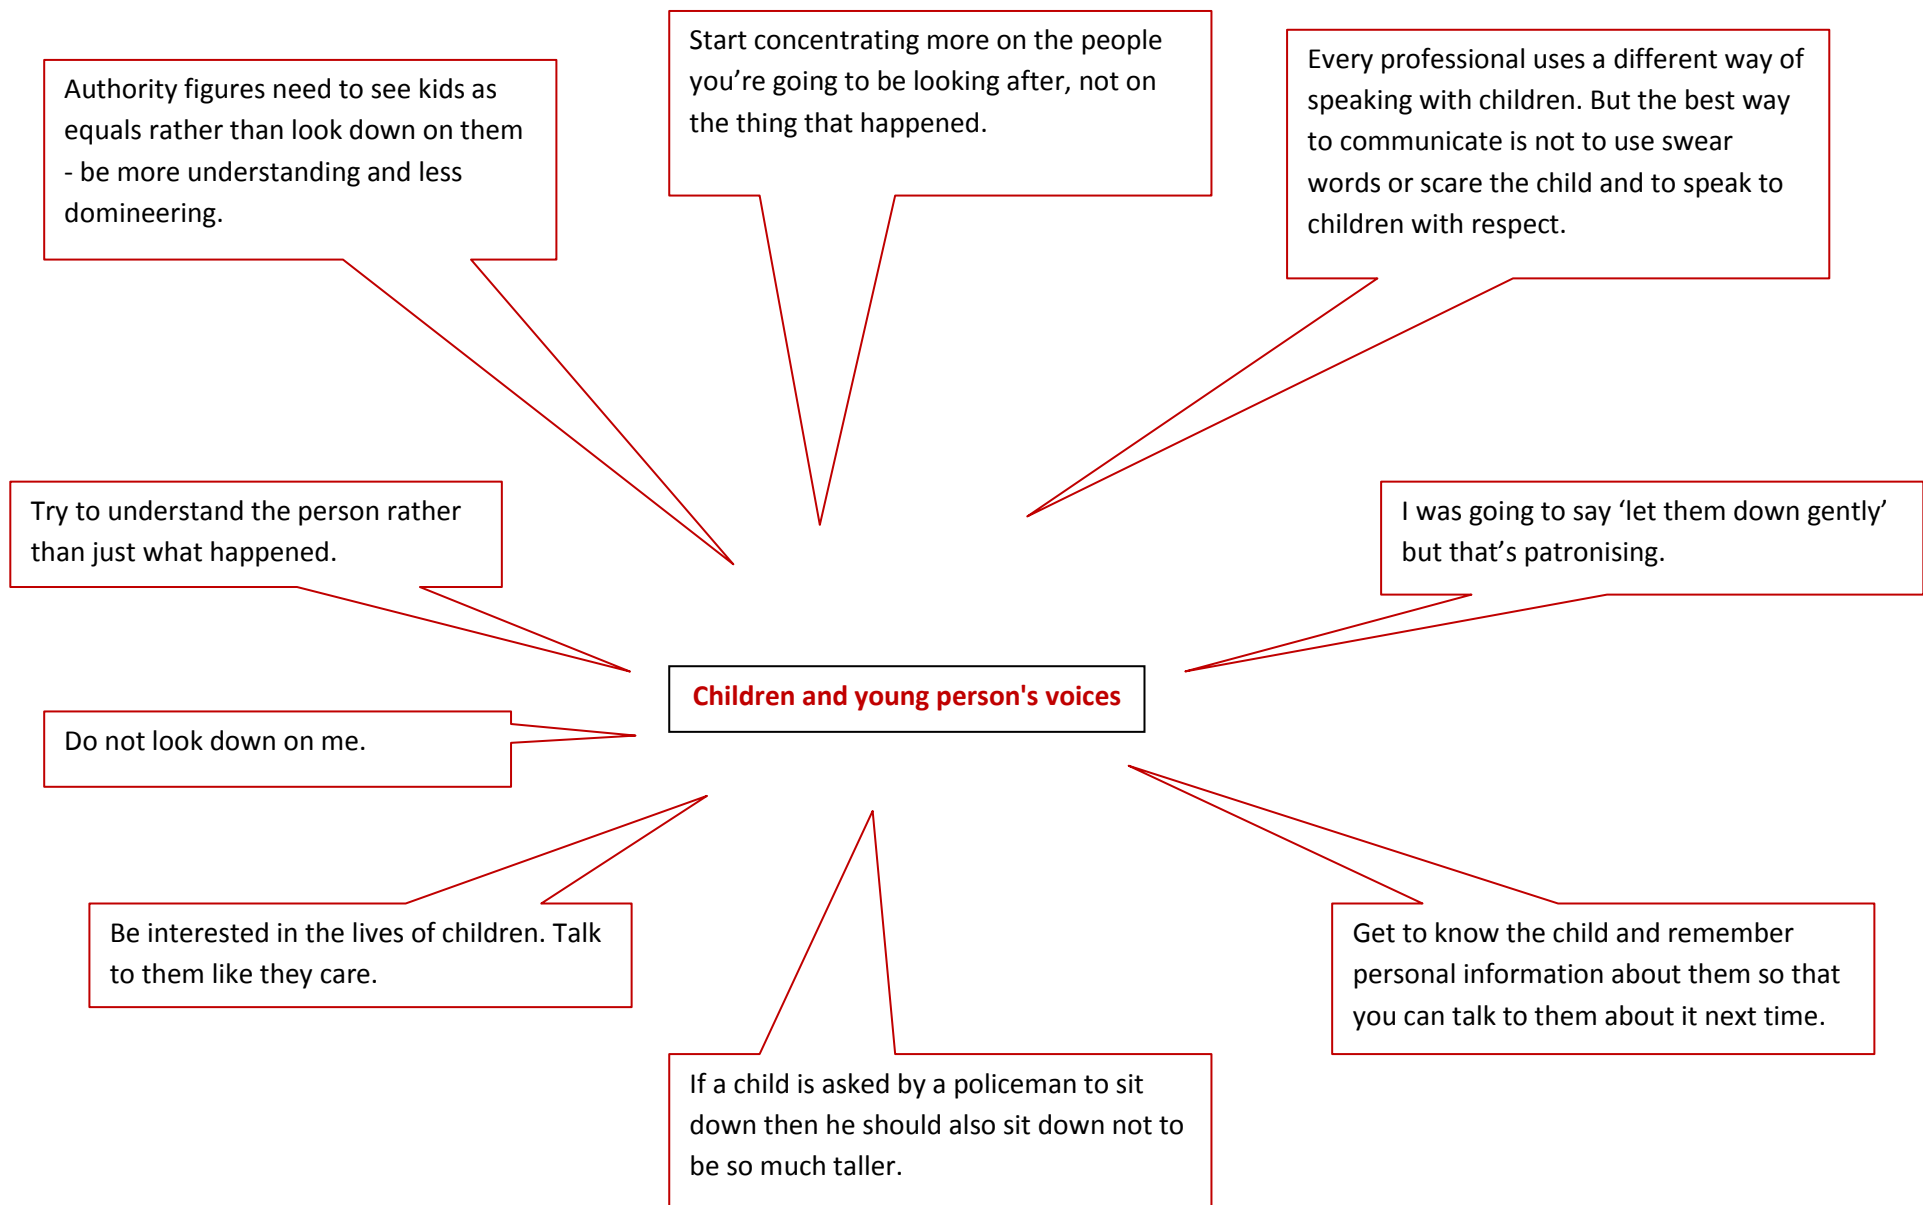 Authority figures need to see kids as
equals rather than look down on them
- be more understanding and less
domineering.
Start concentrating more on the people
you’re going to be looking after, not on
the thing that happened.
Every professional uses a different way of
speaking with children. But the best way
to communicate is not to use swear
words or scare the child and to speak to
children with respect.
Try to understand the person rather
than just what happened.
I was going to say ‘let them down gently’
but that’s patronising.
Children and young person's voices
Do not look down on me.
Be interested in the lives of children. Talk
to them like they care.
Get to know the child and remember
personal information about them so that
you can talk to them about it next time.
If a child is asked by a policeman to sit
down then he should also sit down not to
be so much taller.